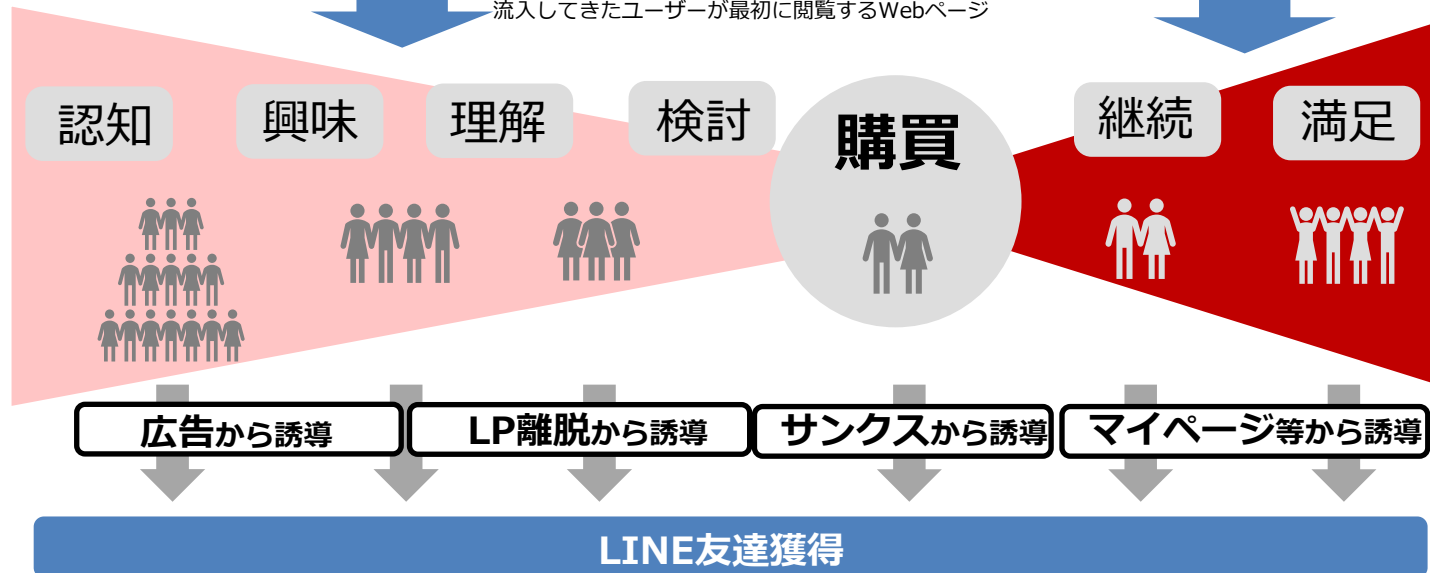 流入してきたユーザーが最初に閲覧するWebページ
認知
興味
理解
検討
購買
継続
満足
広告から誘導
LP離脱から誘導
サンクスから誘導
マイページ等から誘導
LINE友達獲得